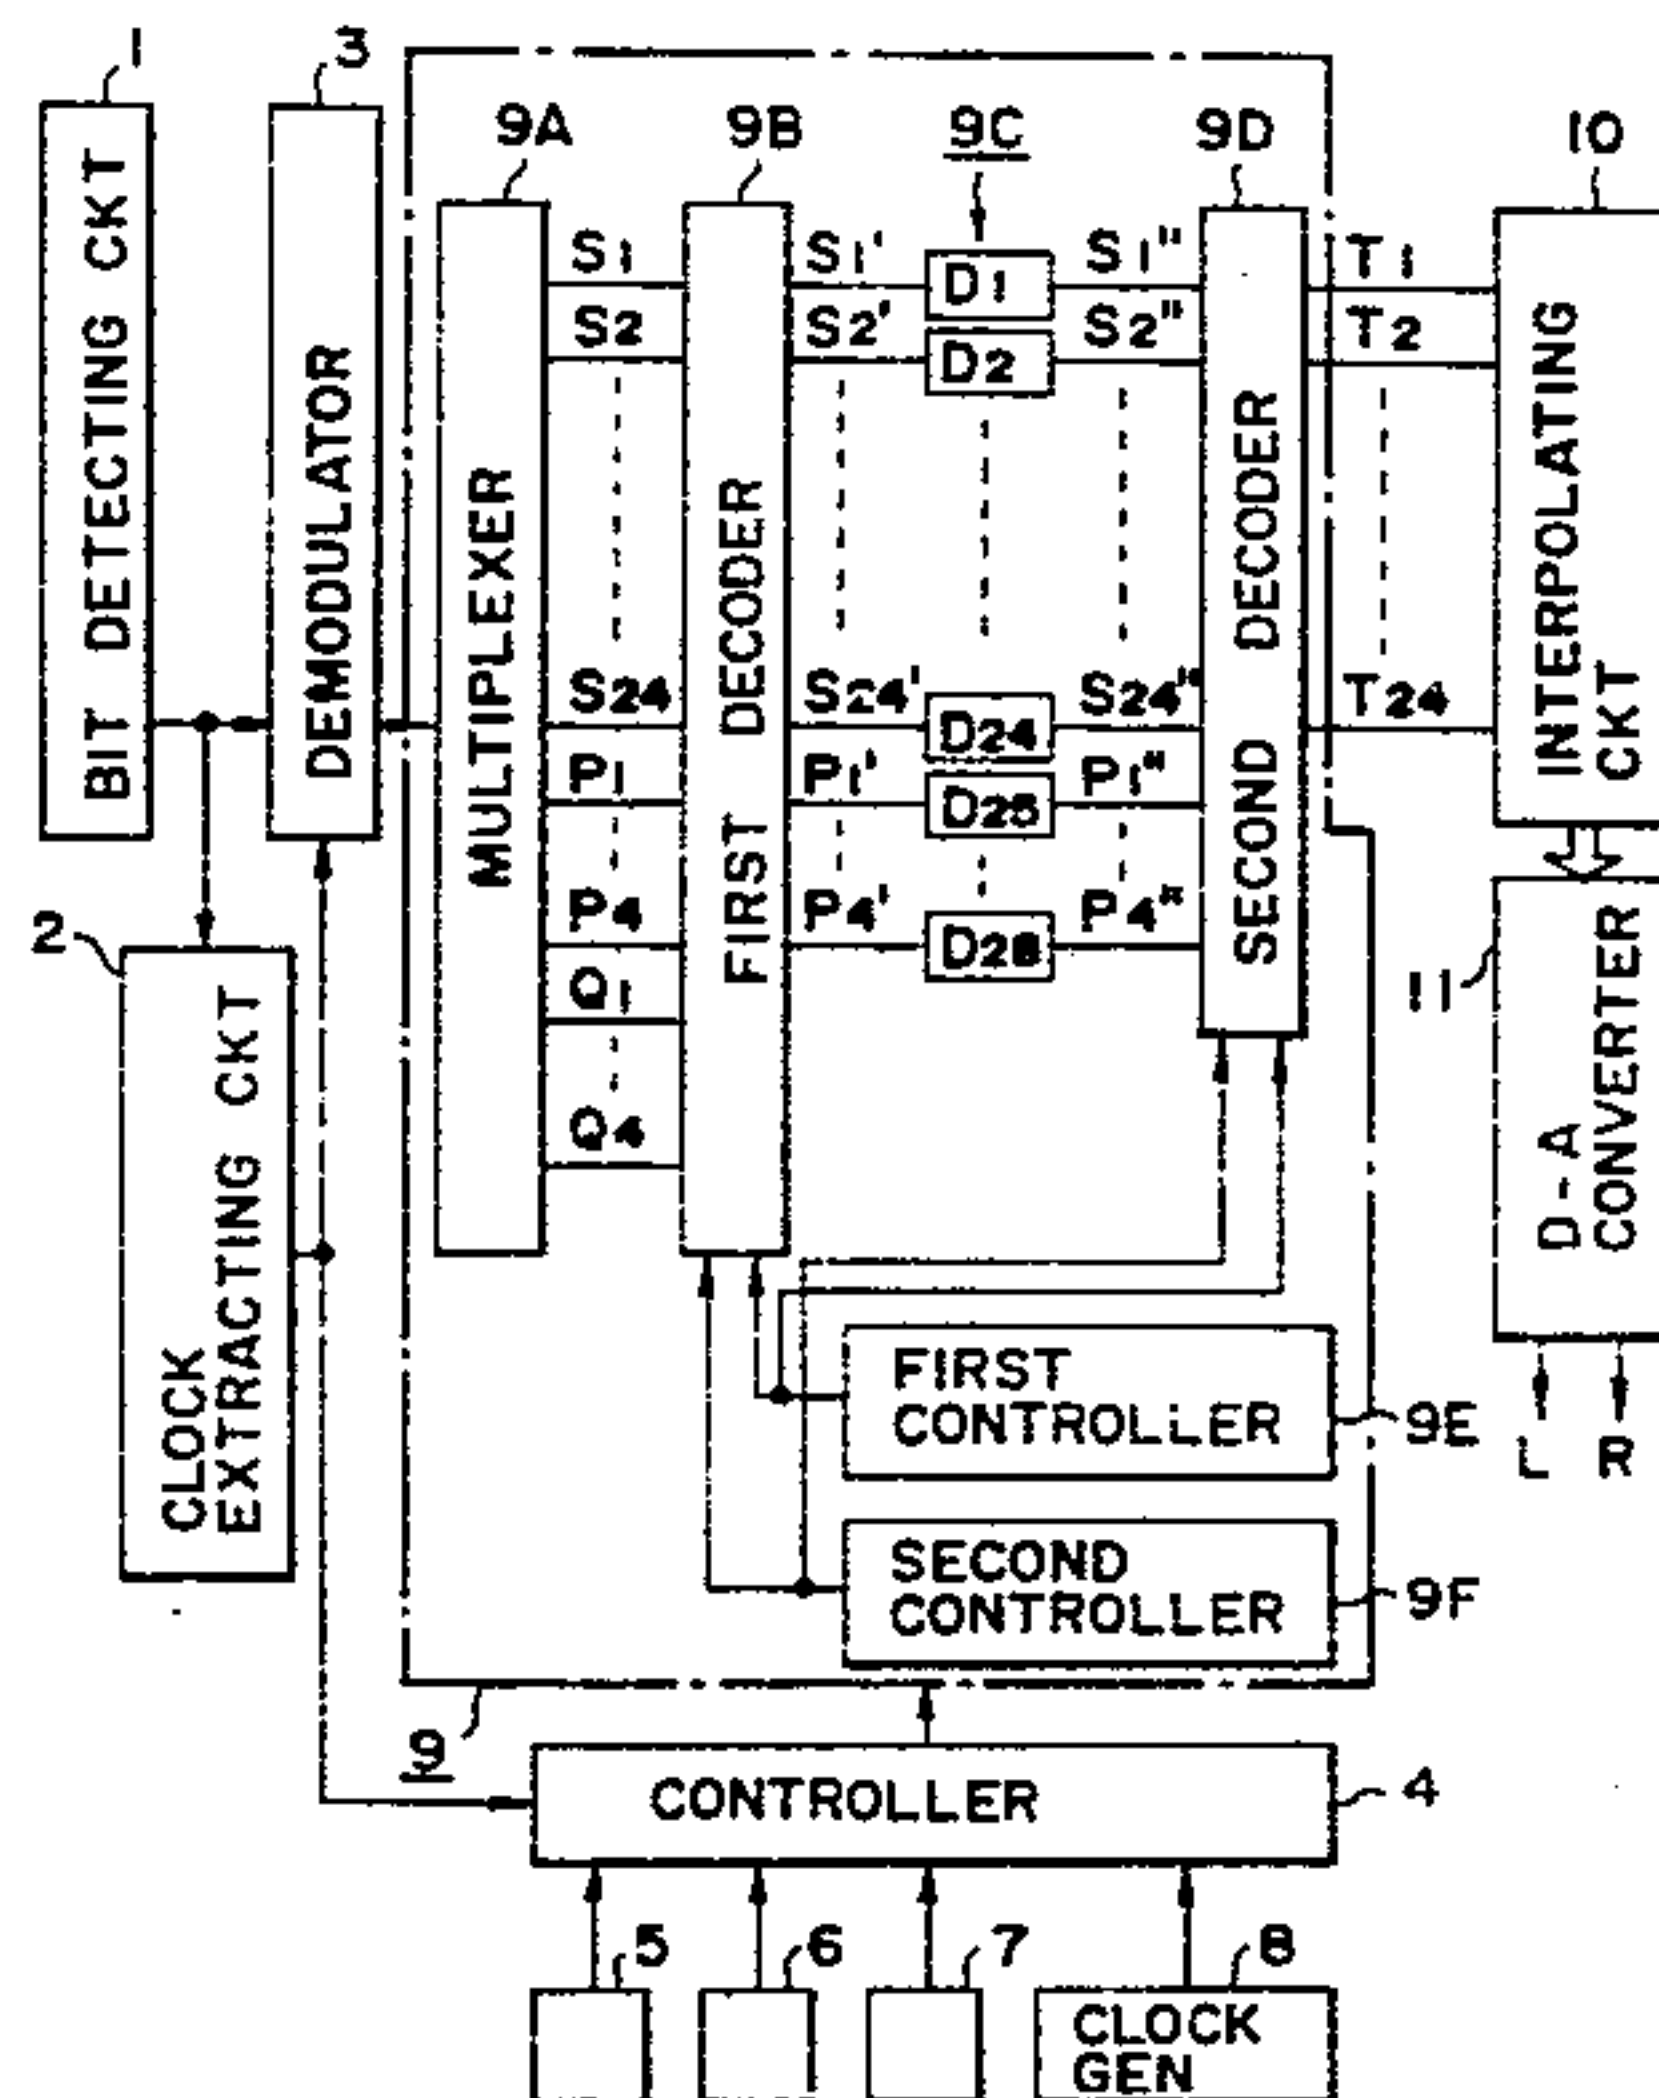 1
3
9A
9B
9C
9D
10
BIT DETECTING CKT
DEMODULATOR
MULTIPLEXER
FIRST DECODER
SECOND DECODER
INTERPOLATING
CKT
S1
S1'
D1
S1"
T1
S2
S2'
D2
S2"
T2
S24
S24'
D24
S24"
T24
P1
P1'
D25
P1"
P4
P4'
D28
P4"
Q1
Q4
2
CLOCK
EXTRACTING CKT
11
D-A
CONVERTER
L R
FIRST
CONTROLLER
9E
SECOND
CONTROLLER
9F
9
CONTROLLER
4
5
6
7
8
CLOCK
GEN